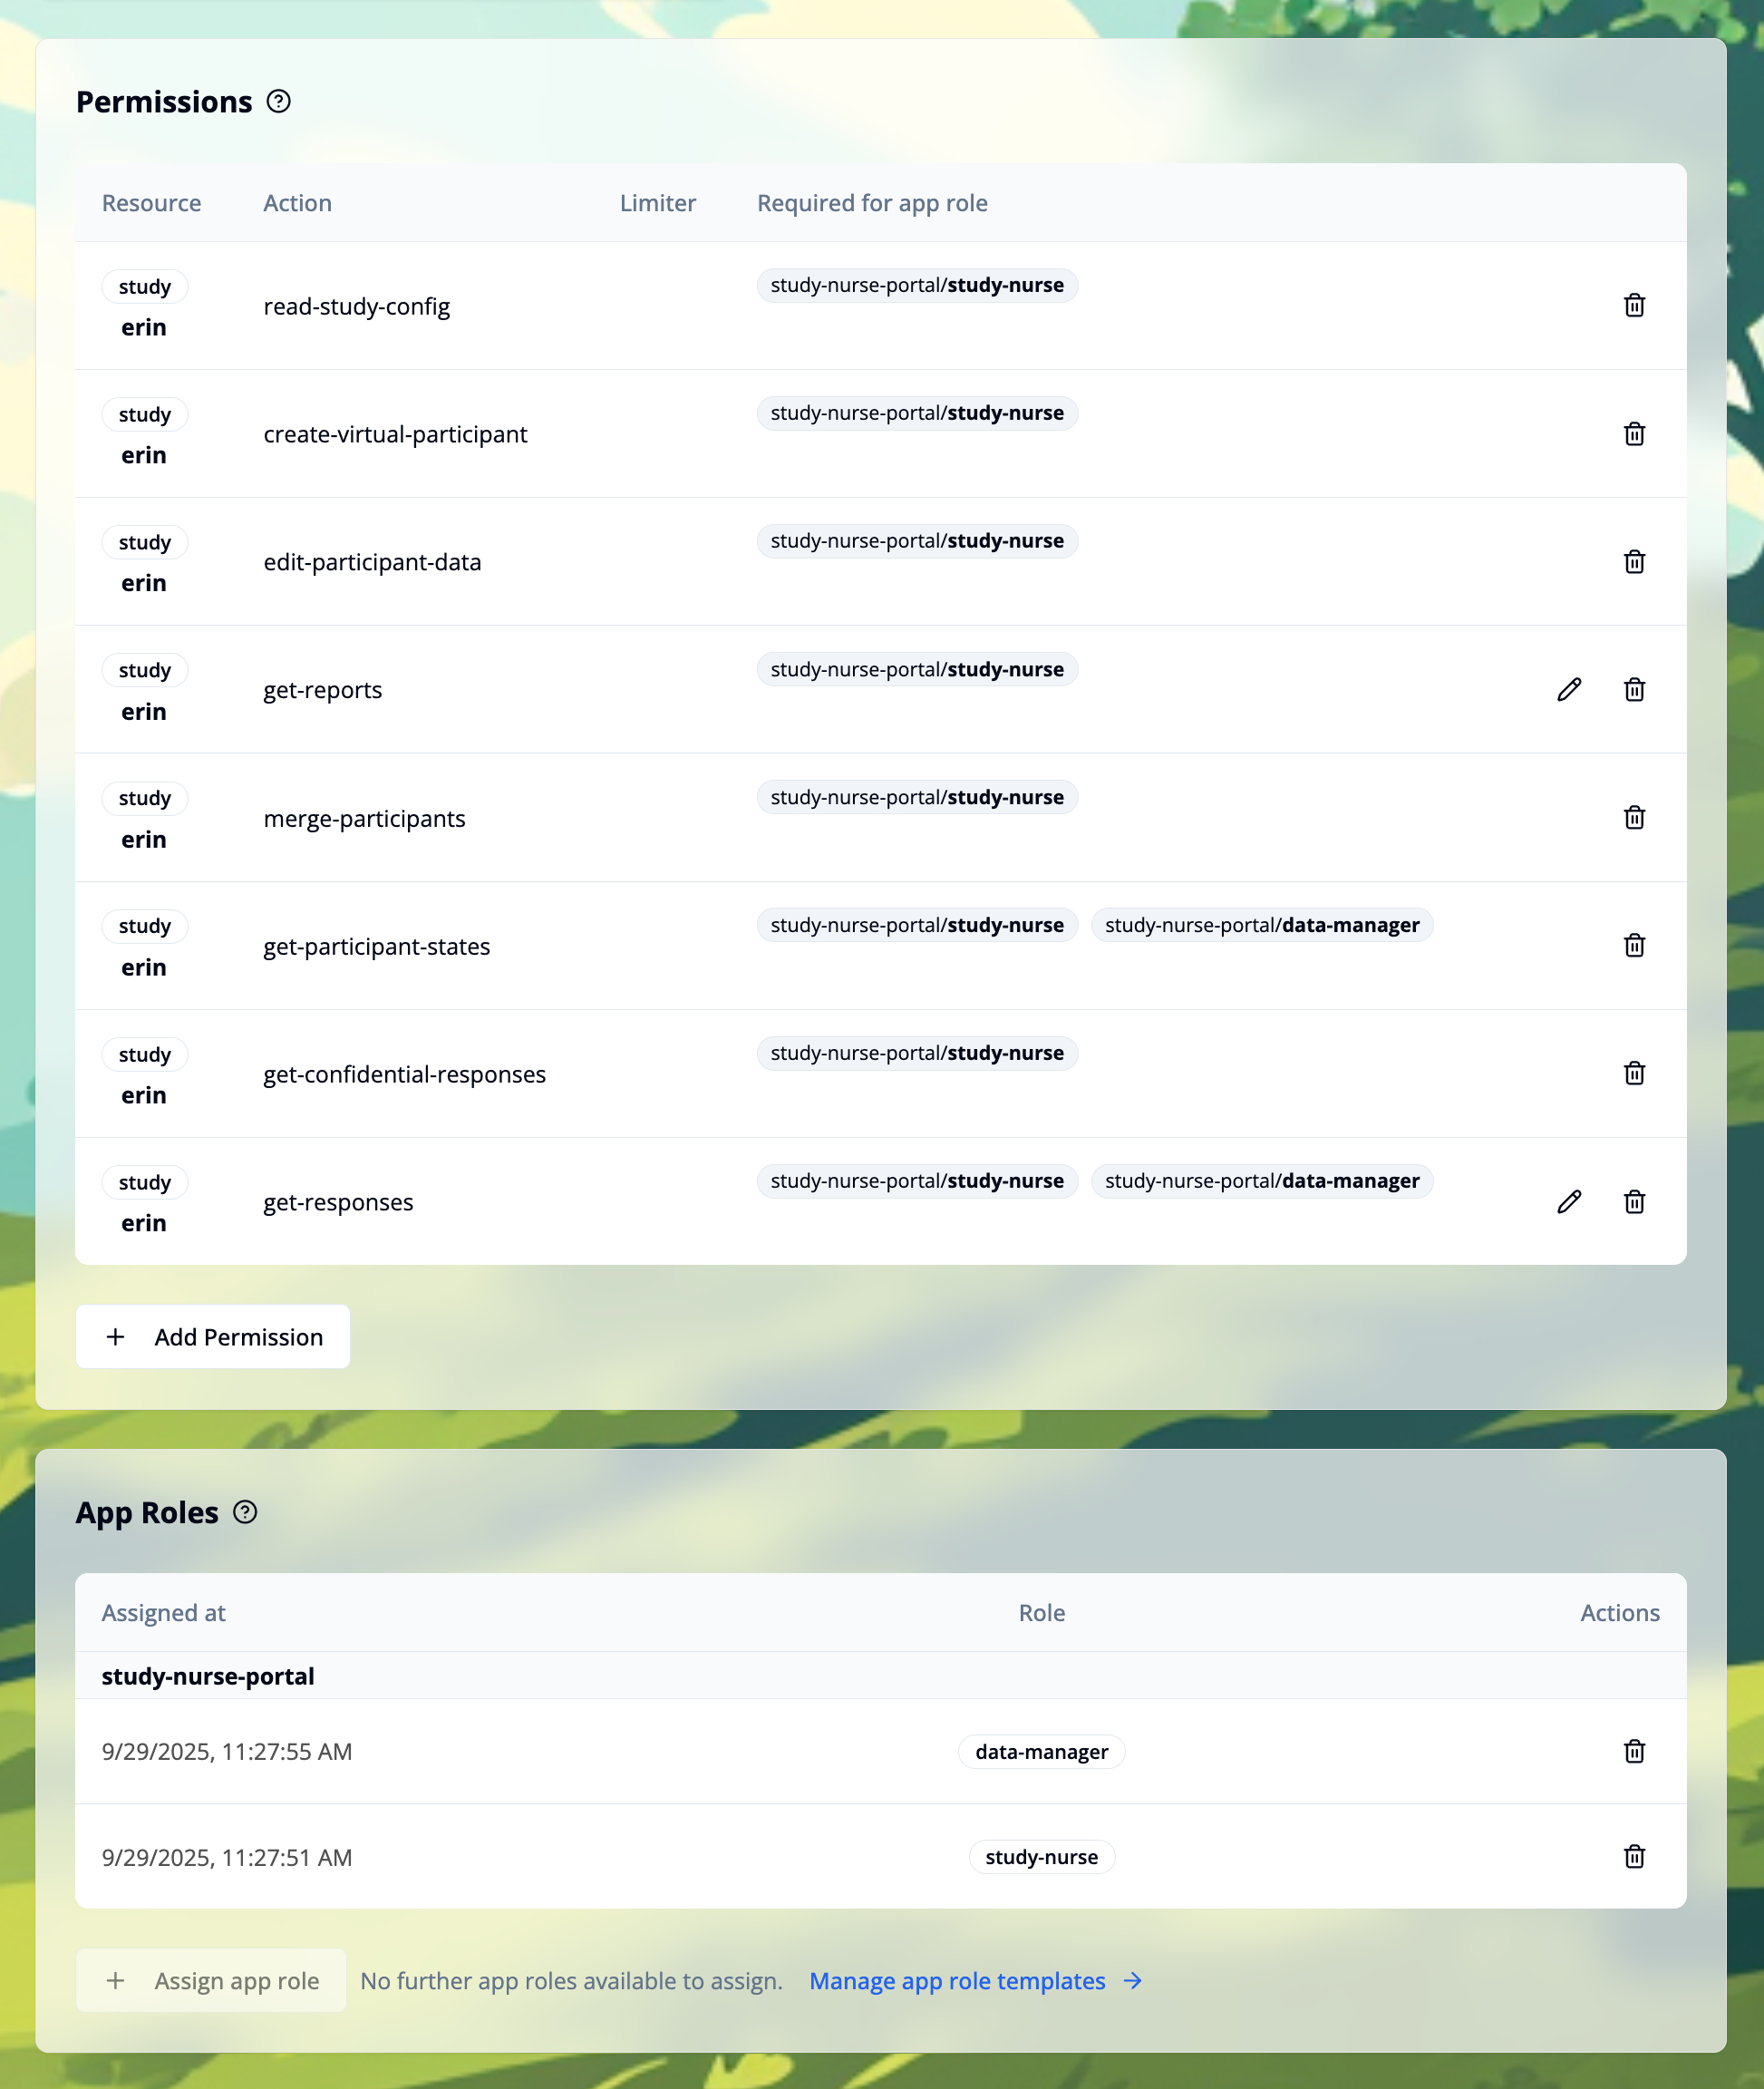 Permissions
Resource Action Limiter Required for app role
study
erin
read-study-config
study-nurse-portal/study-nurse
study
erin
create-virtual-participant
study-nurse-portal/study-nurse
study
erin
edit-participant-data
study-nurse-portal/study-nurse
study
erin
get-reports
study-nurse-portal/study-nurse
study
erin
merge-participants
study-nurse-portal/study-nurse
study
erin
get-participant-states
study-nurse-portal/study-nurse study-nurse-portal/data-manager
study
erin
get-confidential-responses
study-nurse-portal/study-nurse
study
erin
get-responses
study-nurse-portal/study-nurse study-nurse-portal/data-manager
+ Add Permission
App Roles
Assigned at Role Actions
study-nurse-portal
9/29/2025, 11:27:55 AM data-manager
9/29/2025, 11:27:51 AM study-nurse
+ Assign app role No further app roles available to assign. Manage app role templates →